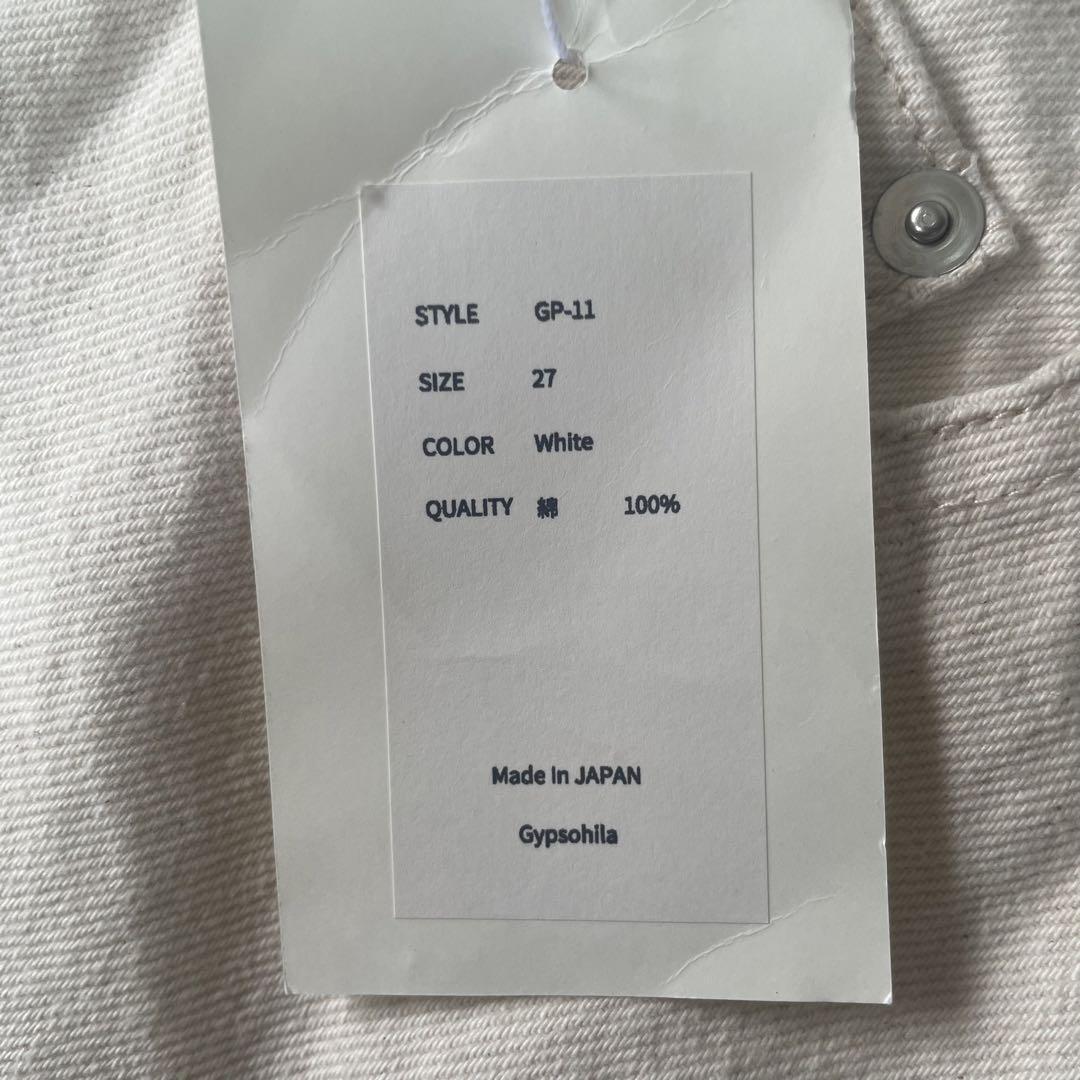 STYLE GP-11
SIZE 27
COLOR White
QUALITY 綿 100%
Made In JAPAN
Gypsohila